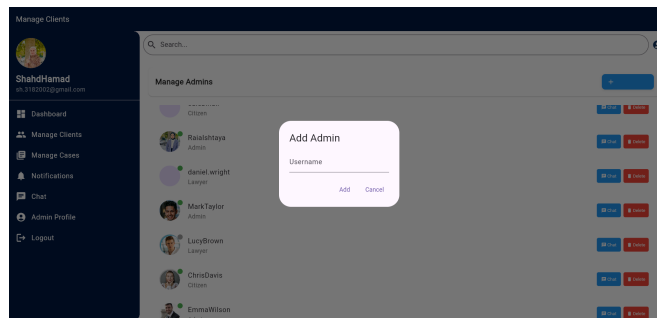 Manage Clients
Search...
ShahdHamad
sh.3182002@gmail.com
Manage Admins
+
Dashboard
Manage Clients
Manage Cases
Notifications
Chat
Admin Profile
Logout
Citizen
Chat Delete
RaiaIshtaya
Admin
Chat Delete
daniel.wright
Lawyer
Chat Delete
MarkTaylor
Admin
Chat Delete
LucyBrown
Lawyer
Chat Delete
ChrisDavis
Citizen
Chat Delete
EmmaWilson
Chat Delete
Add Admin
Username
Add Cancel